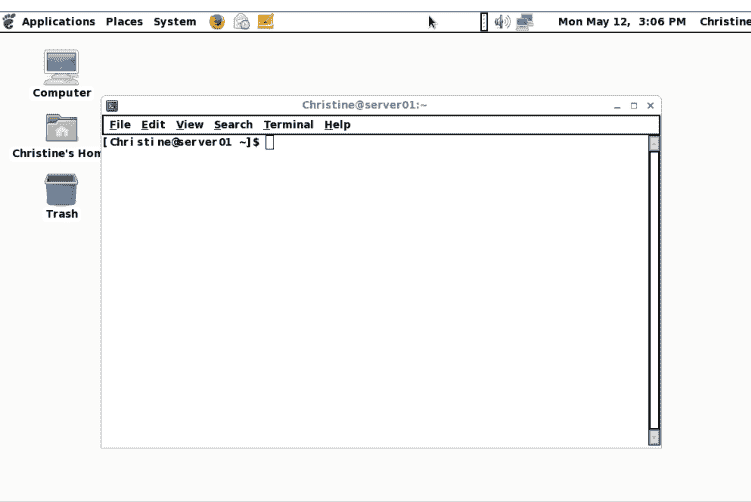 Applications Places System Mon May 12, 3:06 PM Christine
Computer
Christine@server01:~
File Edit View Search Terminal Help
[Christine@server01 ~]$
Christine's Hom
Trash